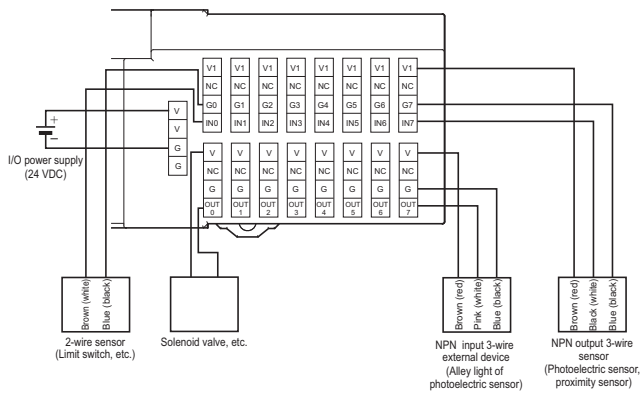 V1 V1 V1 V1 V1 V1 V1 V1
NC NC NC NC NC NC NC NC
G0 G1 G2 G3 G4 G5 G6 G7
IN0 IN1 IN2 IN3 IN4 IN5 IN6 IN7
V
V
G
G
+
−
I/O power supply
(24 VDC)
V V V V V V V V
NC NC NC NC NC NC NC NC
G G G G G G G G
OUT OUT OUT OUT OUT OUT OUT OUT
0 1 2 3 4 5 6 7
Brown (white)
Blue (black)
2-wire sensor
(Limit switch, etc.)
Solenoid valve, etc.
Brown (red)
Pink (white)
Blue (black)
NPN input 3-wire
external device
(Alley light of
photoelectric sensor)
Brown (red)
Black (white)
Blue (black)
NPN output 3-wire
sensor
(Photoelectric sensor,
proximity sensor)